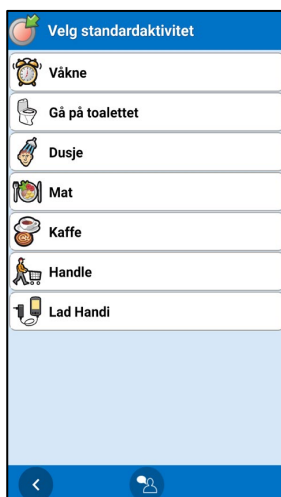 Velg standardaktivitet
Våkne
Gå på toalettet
Dusje
Mat
Kaffe
Handle
Lad Handi